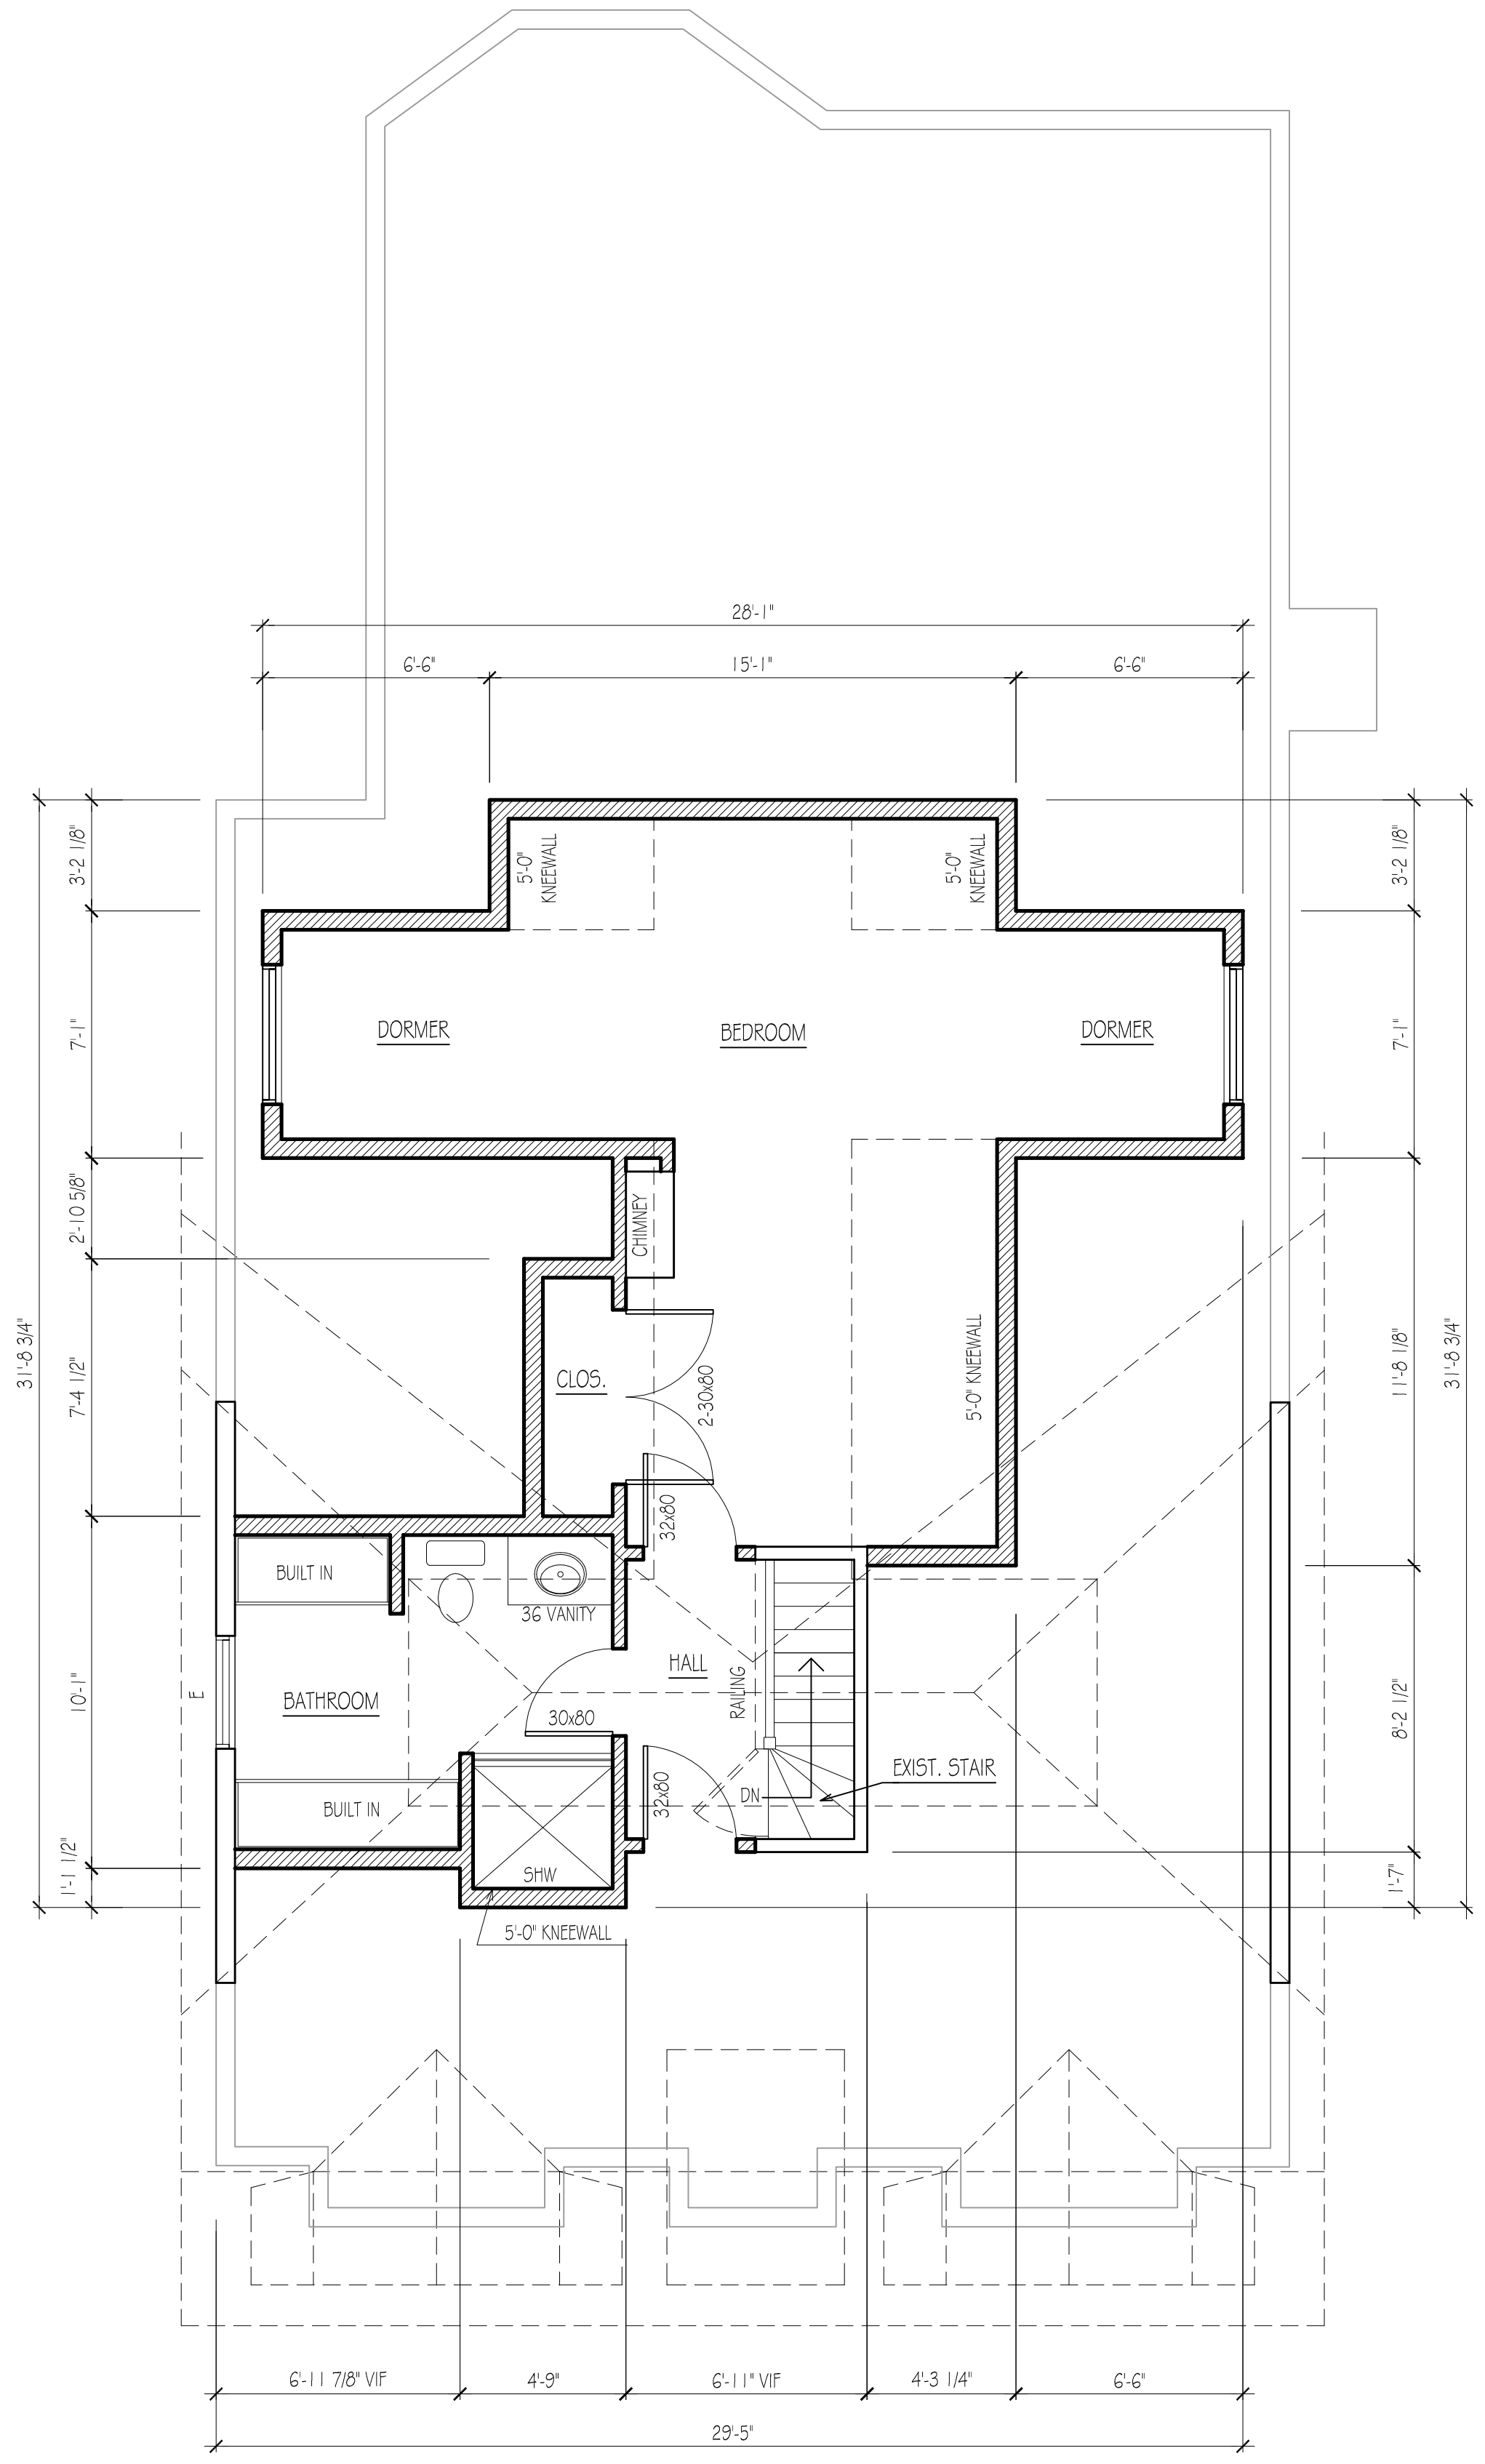 28'-1"
6'-6"
15'-1"
6'-6"
3'-2 1/8"
5'-0"
KNEEWALL
5'-0"
KNEEWALL
3'-2 1/8"
7'-1"
DORMER
BEDROOM
DORMER
7'-1"
2'-10 5/8"
CHIMNEY
31'-8 3/4"
7'-4 1/2"
CLOS.
2-30x80
5'-0" KNEEWALL
11'-8 1/8"
31'-8 3/4"
32x80
BUILT IN
36 VANITY
10'-1"
E
BATHROOM
HALL
RAILING
30x80
8'-2 1/2"
EXIST. STAIR
32x80
DN
BUILT IN
1'-1 1/2"
SHW
1'-7"
5'-0" KNEEWALL
6'-11 7/8" VIF
4'-9"
6'-11" VIF
4'-3 1/4"
6'-6"
29'-5"